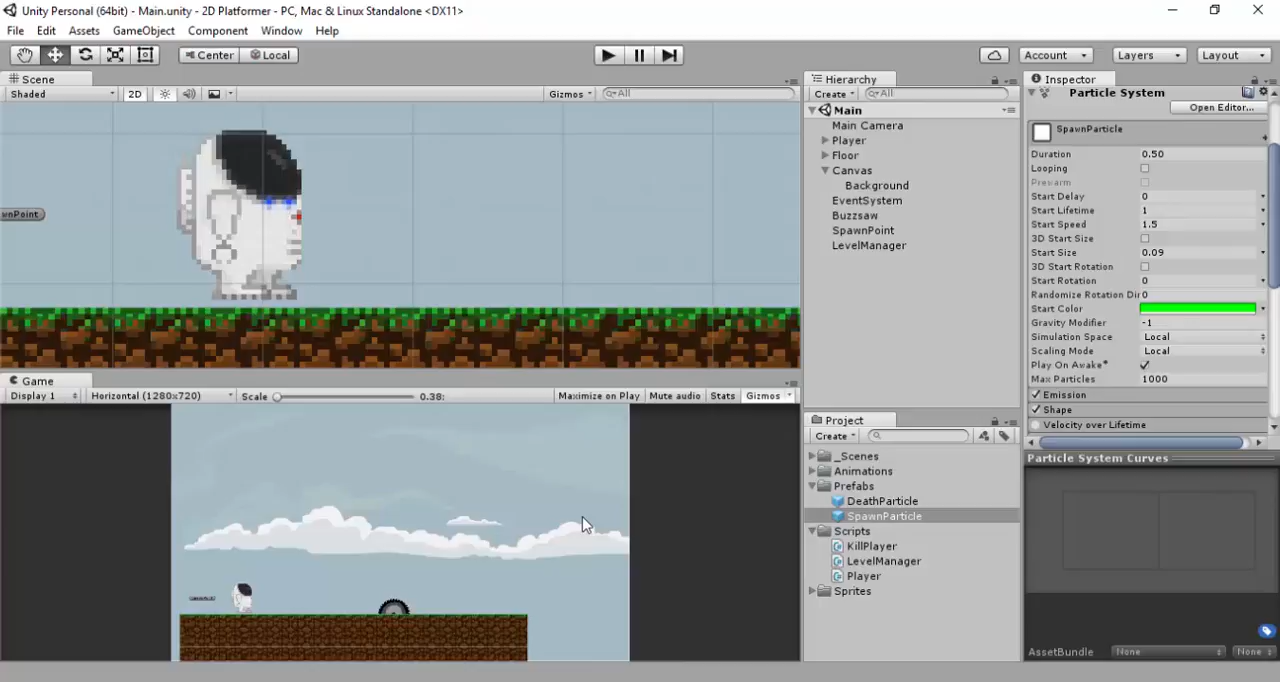 Unity Personal (64bit) - Main.unity - 2D Platformer - PC, Mac & Linux Standalone <DX11>
File Edit Assets GameObject Component Window Help
Center Local Account Layers Layout
Scene
Shaded 2D Gizmos All
wnPoint
Game
Display 1 Horizontal (1280x720) Scale 0.38: Maximize on Play Mute audio Stats Gizmos
Hierarchy
Create All
Main
Main Camera
Player
Floor
Canvas
Background
EventSystem
Buzzsaw
SpawnPoint
LevelManager
Project
Create
_Scenes
Animations
Prefabs
DeathParticle
SpawnParticle
Scripts
KillPlayer
LevelManager
Player
Sprites
Inspector
Particle System
Open Editor...
SpawnParticle
Duration 0.50
Looping
Prewarm
Start Delay 0
Start Lifetime 1
Start Speed 1.5
3D Start Size
Start Size 0.09
3D Start Rotation
Start Rotation 0
Randomize Rotation Dir 0
Start Color
Gravity Modifier -1
Simulation Space Local
Scaling Mode Local
Play On Awake*
Max Particles 1000
Emission
Shape
Velocity over Lifetime
Particle System Curves
AssetBundle None None